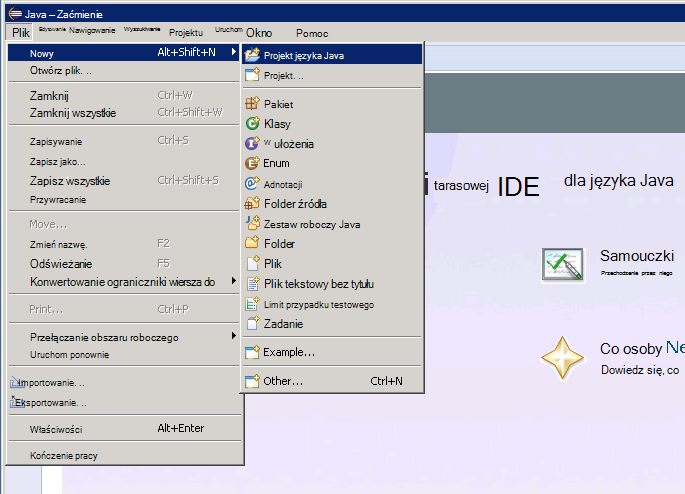 Java – Zaćmienie
Plik Edytowanie Nawigowanie Wyszukiwanie Projektu Uruchom Okno Pomoc
Nowy Alt+Shift+N
Otwórz plik. ..
Zamknij Ctrl+W
Zamknij wszystkie Ctrl+Shift+W
Zapisywanie Ctrl+S
Zapisz jako...
Zapisz wszystkie Ctrl+Shift+S
Przywracanie
Move...
Zmień nazwę. F2
Odświeżanie F5
Konwertowanie ograniczniki wiersza do
Print... Ctrl+P
Przełączanie obszaru roboczego
Uruchom ponownie
Importowanie. ..
Eksportowanie. ..
Właściwości Alt+Enter
Kończenie pracy
Projekt języka Java
Projekt. ..
Pakiet
Klasy
W ułożenia
Enum
Adnotacji
Folder źródła
Zestaw roboczy Java
Folder
Plik
Plik tekstowy bez tytułu
Limit przypadku testowego
Zadanie
Example...
Other... Ctrl+N
i tarasowej IDE dla języka Java
Samouczki
Przechodzenie przez niego
Co osoby Ne
Dowiedz się, co